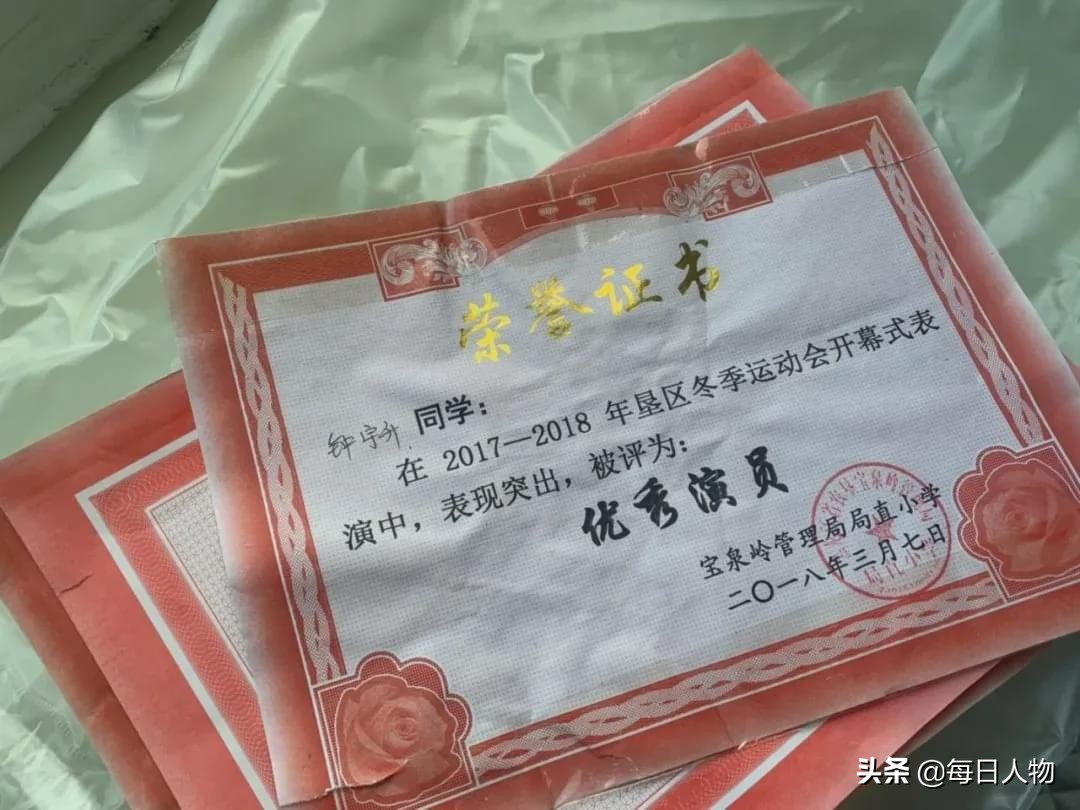 荣誉证书
钟宇升 同学：
在 2017—2018 年垦区冬季运动会开幕式表
演中，表现突出，被评为：
优秀演员
宝泉岭管理局局直小学
二〇一八年三月七日
头条 @每日人物